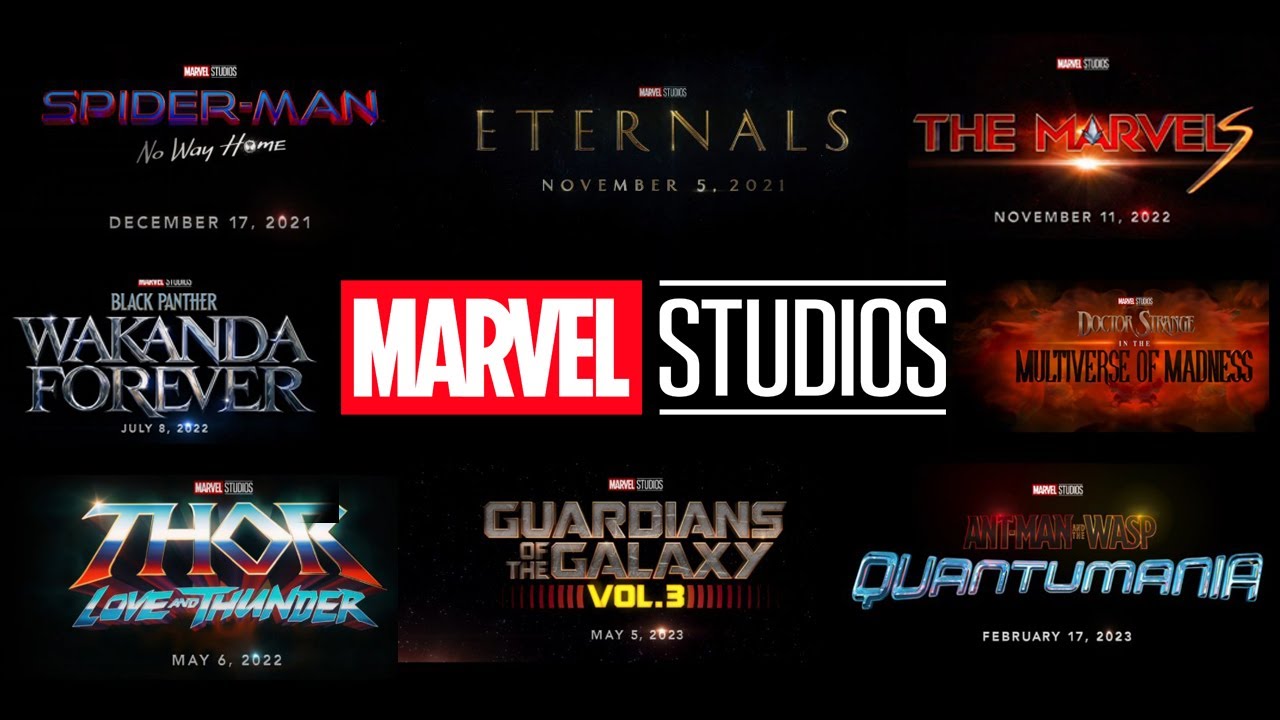 MARVEL STUDIOS
SPIDER-MAN
No Way Home
DECEMBER 17, 2021
MARVEL STUDIOS
ETERNALS
NOVEMBER 5, 2021
MARVEL STUDIOS
THE MARVELS
NOVEMBER 11, 2022
MARVEL STUDIOS
BLACK PANTHER
WAKANDA
FOREVER
JULY 8, 2022
MARVEL STUDIOS
MARVEL STUDIOS
DOCTOR STRANGE
IN THE
MULTIVERSE OF MADNESS
MARVEL STUDIOS
THOR
LOVE AND THUNDER
MAY 6, 2022
MARVEL STUDIOS
GUARDIANS
OF THE GALAXY
VOL.3
MAY 5, 2023
MARVEL STUDIOS
ANT-MAN AND THE WASP
QUANTUMANIA
FEBRUARY 17, 2023